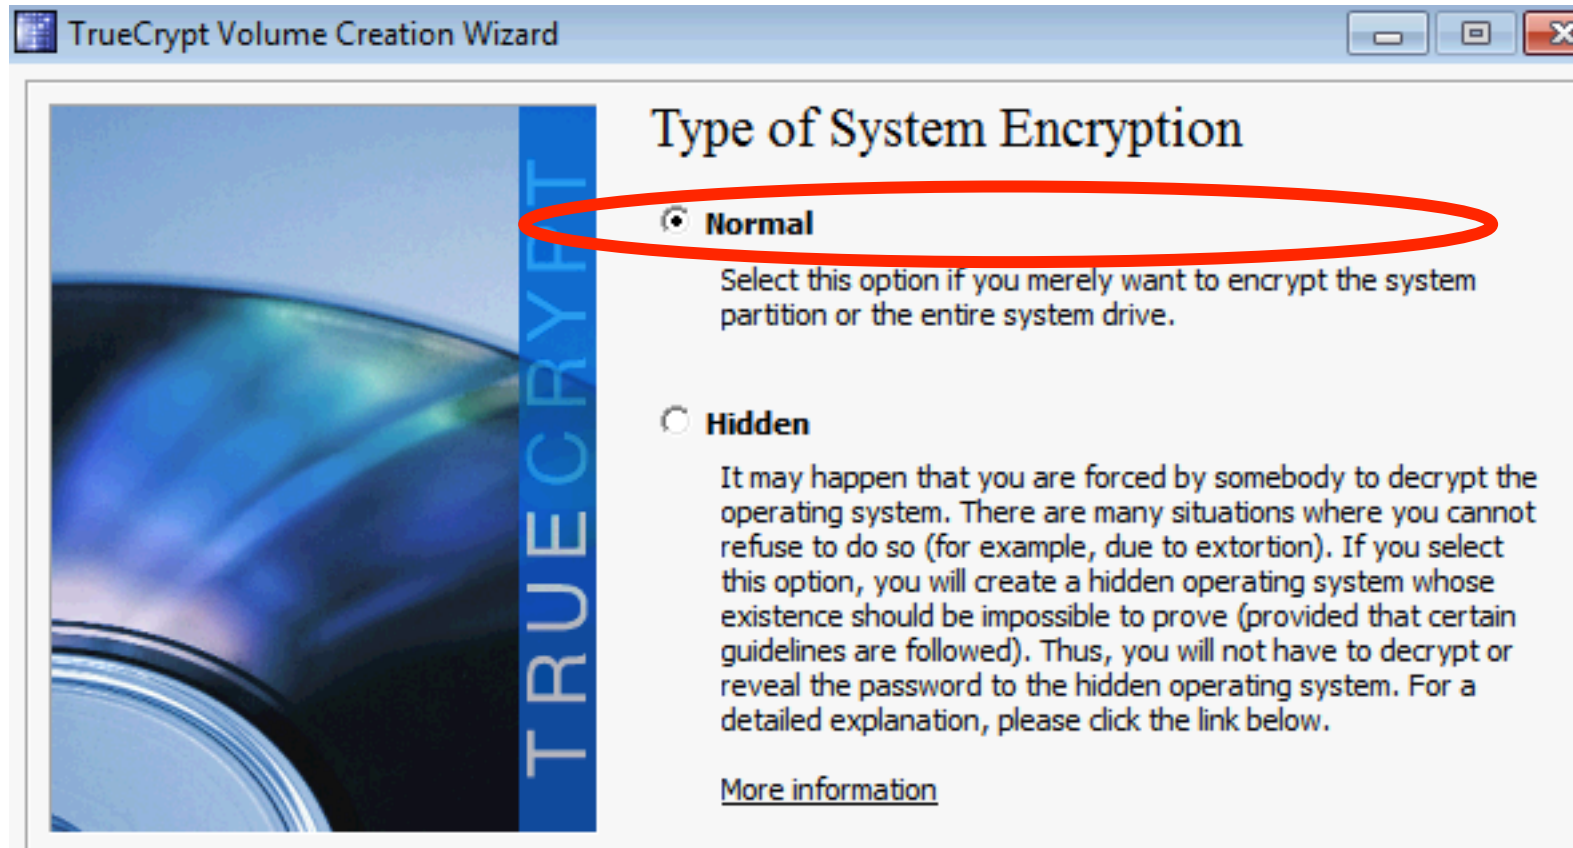 TrueCrypt Volume Creation Wizard
TRUECRYPT
Type of System Encryption
Normal
Select this option if you merely want to encrypt the system
partition or the entire system drive.
Hidden
It may happen that you are forced by somebody to decrypt the
operating system. There are many situations where you cannot
refuse to do so (for example, due to extortion). If you select
this option, you will create a hidden operating system whose
existence should be impossible to prove (provided that certain
guidelines are followed). Thus, you will not have to decrypt or
reveal the password to the hidden operating system. For a
detailed explanation, please click the link below.
More information